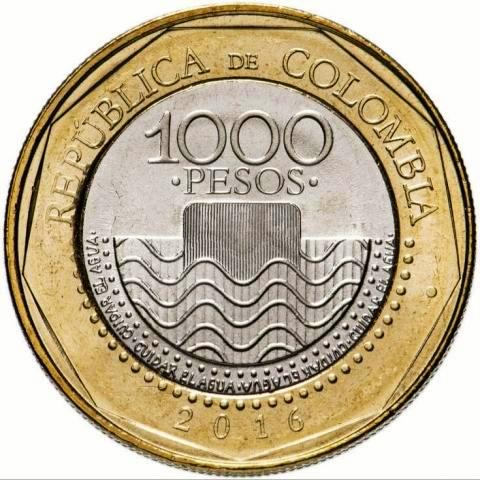 REPÚBLICA DE COLOMBIA
1000
·PESOS·
CUIDAR EL AGUA · CUIDAR EL AGUA · CUIDAR EL AGUA · CUIDAR EL AGUA
2016